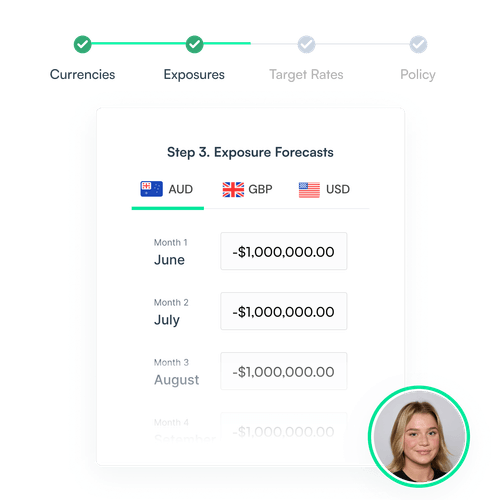 Currencies Exposures Target Rates Policy
Step 3. Exposure Forecasts
AUD GBP USD
Month 1
June
-$1,000,000.00
Month 2
July
-$1,000,000.00
Month 3
August
-$1,000,000.00
Month 4
September
-$1,000,000.00